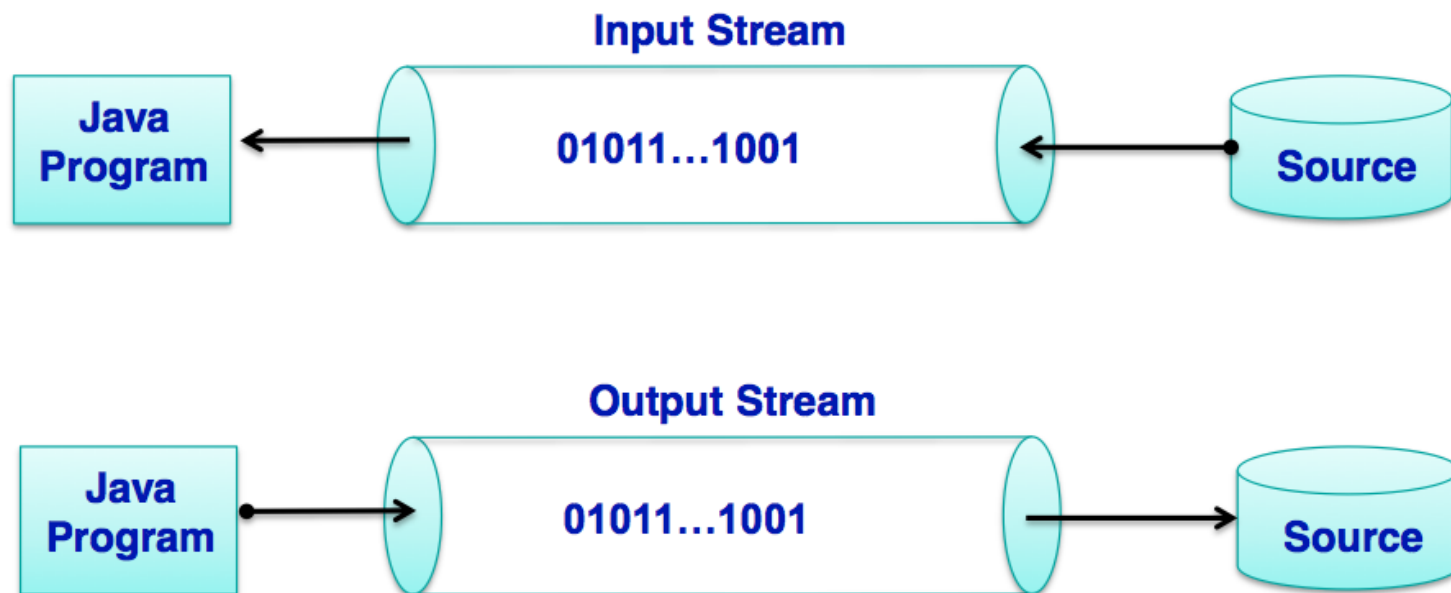 Input Stream
Java
Program
01011...1001
Source
Output Stream
Java
Program
01011...1001
Source